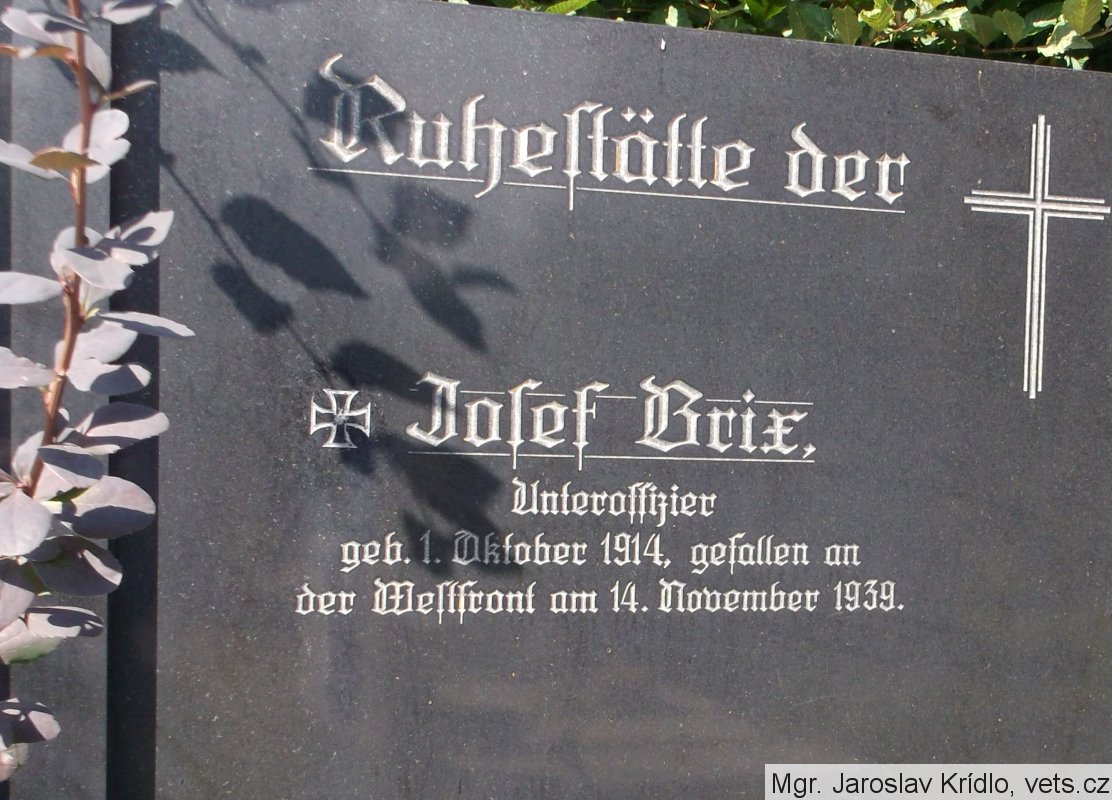 Ruhestätte der
Josef Brix,
Unteroffizier
geb. 1. Oktober 1914, gefallen an
der Westfront am 14. November 1939.
Mgr. Jaroslav Krídlo, vets.cz